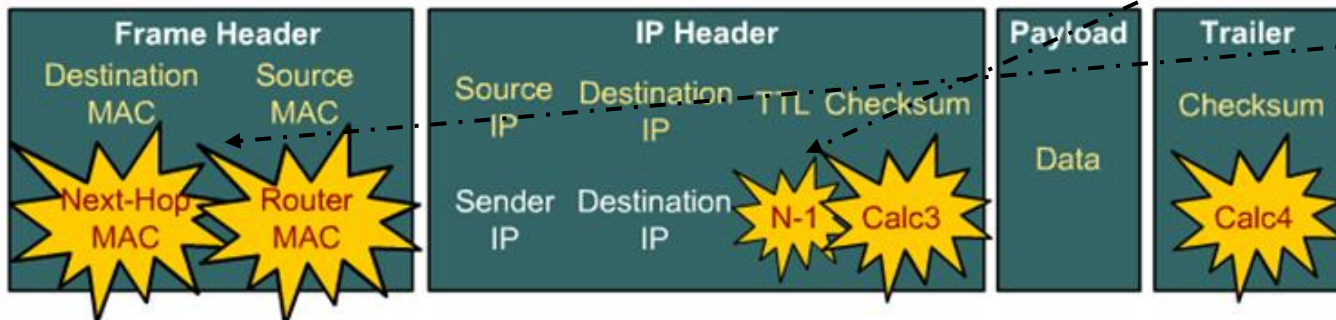 Frame Header
Destination MAC
Source MAC
Next-Hop MAC
Router MAC
IP Header
Source IP
Destination IP
TTL
Checksum
Sender IP
Destination IP
N-1
Calc3
Payload
Data
Trailer
Checksum
Calc4